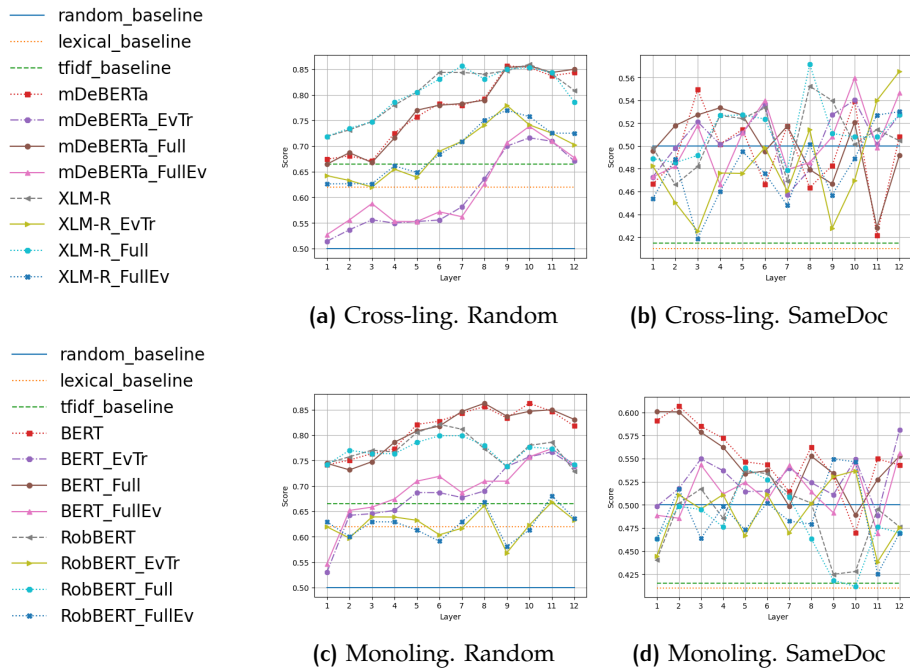 random_baseline
lexical_baseline
tfidf_baseline
mDeBERTa
mDeBERTa_EvTr
mDeBERTa_Full
mDeBERTa_FullEv
XLM-R
XLM-R_EvTr
XLM-R_Full
XLM-R_FullEv
0.85
0.80
0.75
0.70
0.65
0.60
0.55
0.50
Score
1 2 3 4 5 6 7 8 9 10 11 12
Layer
(a) Cross-ling. Random
0.56
0.54
0.52
0.50
0.48
0.46
0.44
0.42
Score
1 2 3 4 5 6 7 8 9 10 11 12
Layer
(b) Cross-ling. SameDoc
random_baseline
lexical_baseline
tfidf_baseline
BERT
BERT_EvTr
BERT_Full
BERT_FullEv
RobBERT
RobBERT_EvTr
RobBERT_Full
RobBERT_FullEv
0.85
0.80
0.75
0.70
0.65
0.60
0.55
0.50
Score
1 2 3 4 5 6 7 8 9 10 11 12
Layer
(c) Monoling. Random
0.600
0.575
0.550
0.525
0.500
0.475
0.450
0.425
Score
1 2 3 4 5 6 7 8 9 10 11 12
Layer
(d) Monoling. SameDoc